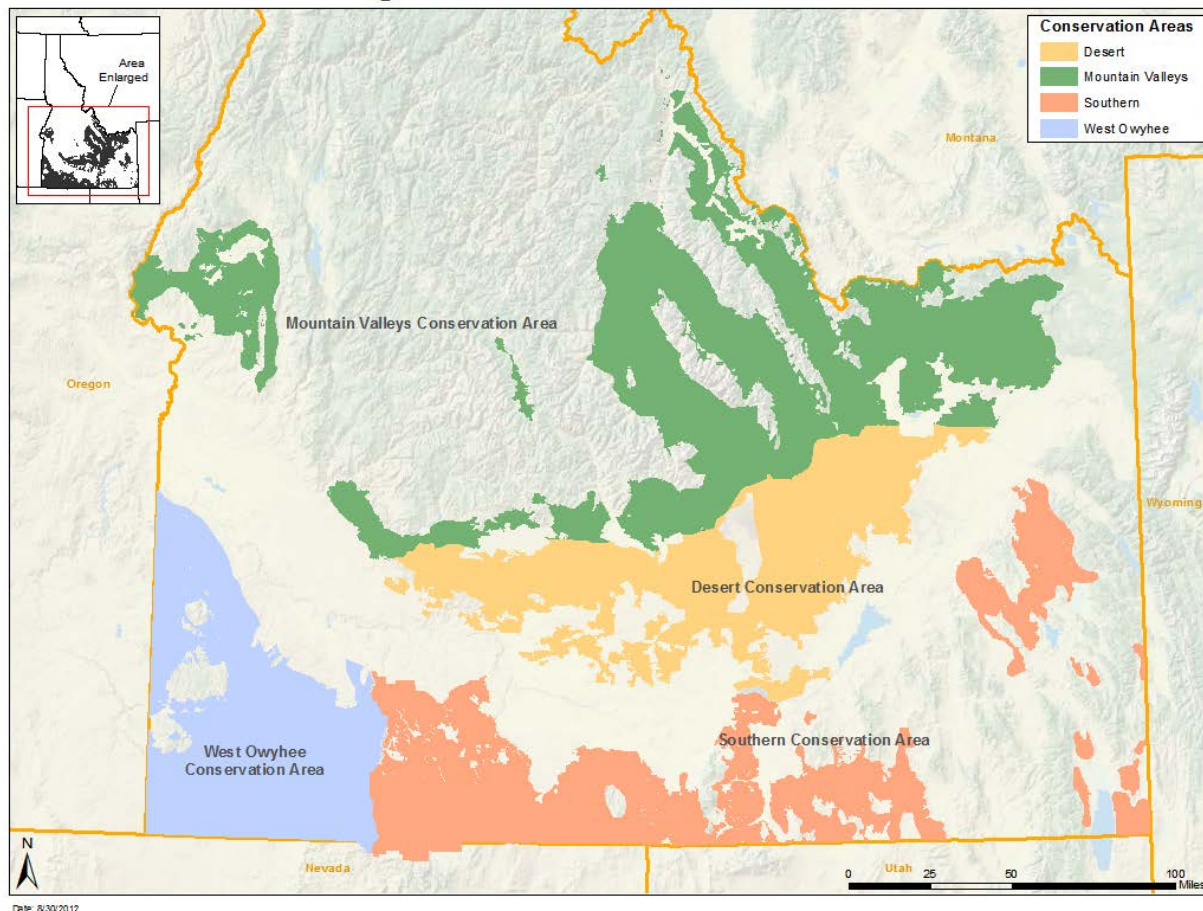 Conservation Areas
Desert
Mountain Valleys
Southern
West Owyhee
Area
Enlarged
Montana
Mountain Valleys Conservation Area
Oregon
Wyoming
Desert Conservation Area
West Owyhee
Conservation Area
Southern Conservation Area
N
Nevada
Utah
0 25 50 100
Miles
Date: 8/30/2012